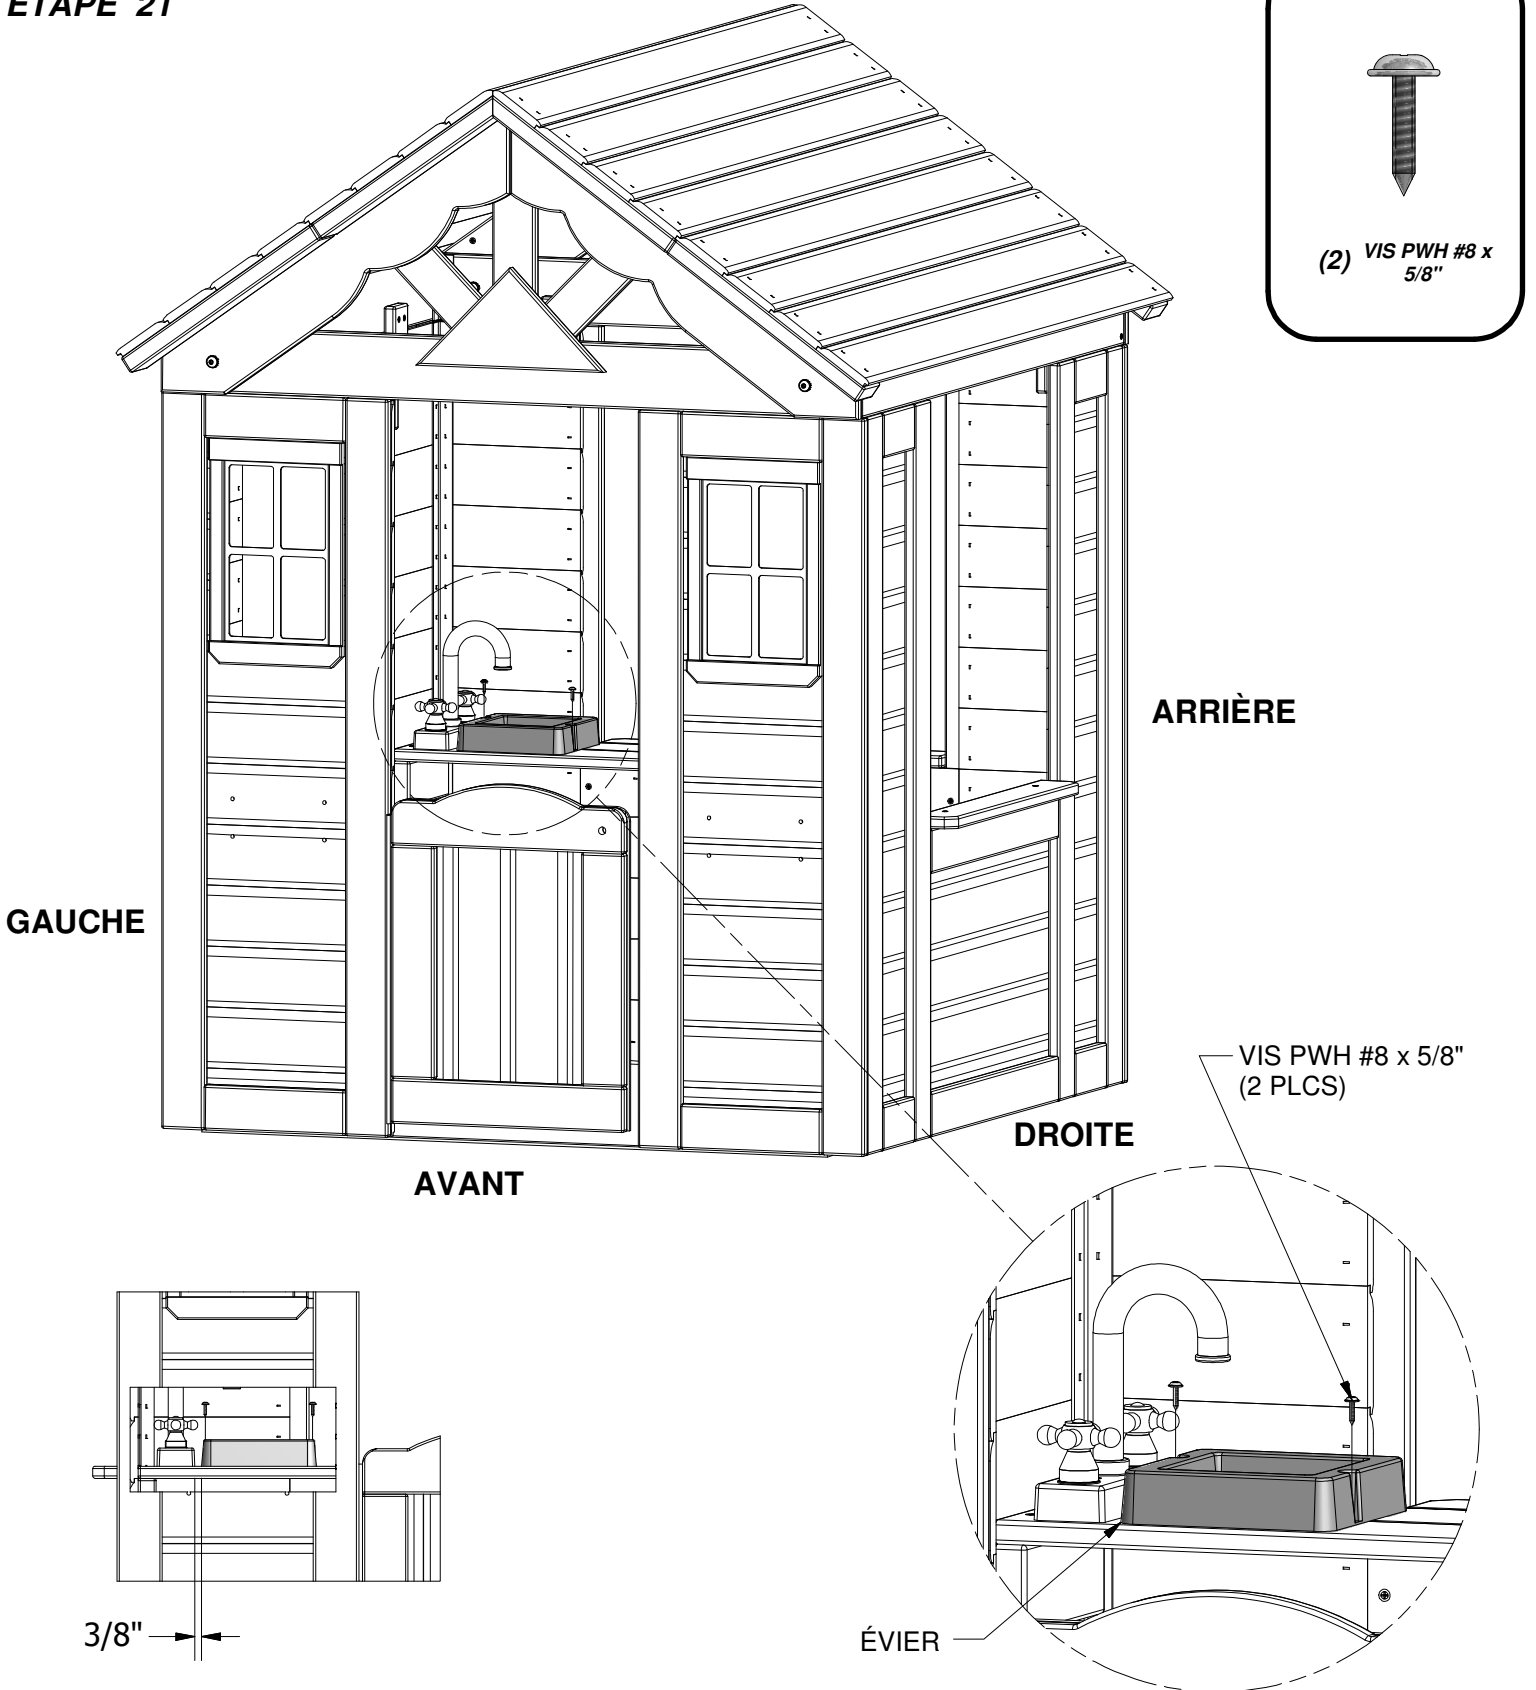 ÉTAPE 21
(2) VIS PWH #8 x
5/8"
ARRIÈRE
GAUCHE
VIS PWH #8 x 5/8"
(2 PLCS)
DROITE
AVANT
3/8"
ÉVIER